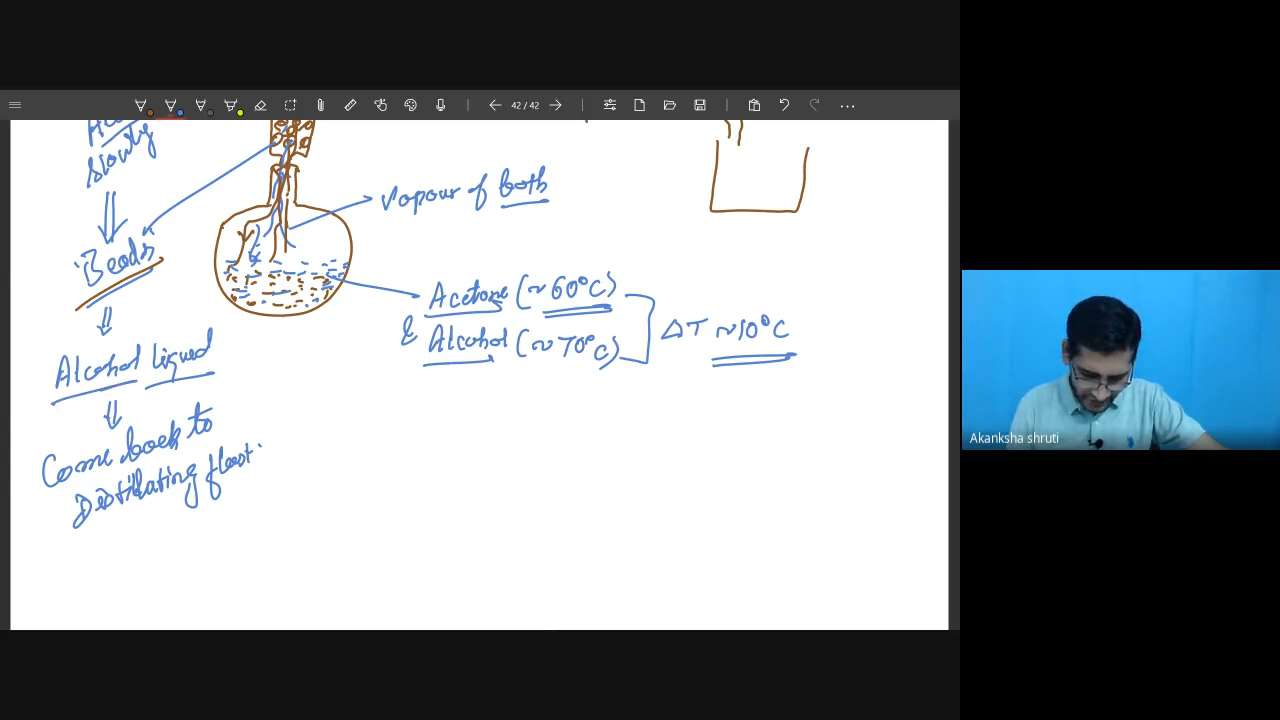 42/42
slowly
Beads
Alcohol Liquid
Come back to
Distillating
Vapour of both
Acetone (~60°C)
& Alcohol (~70°C)
ΔT ~10°C
Akanksha shruti